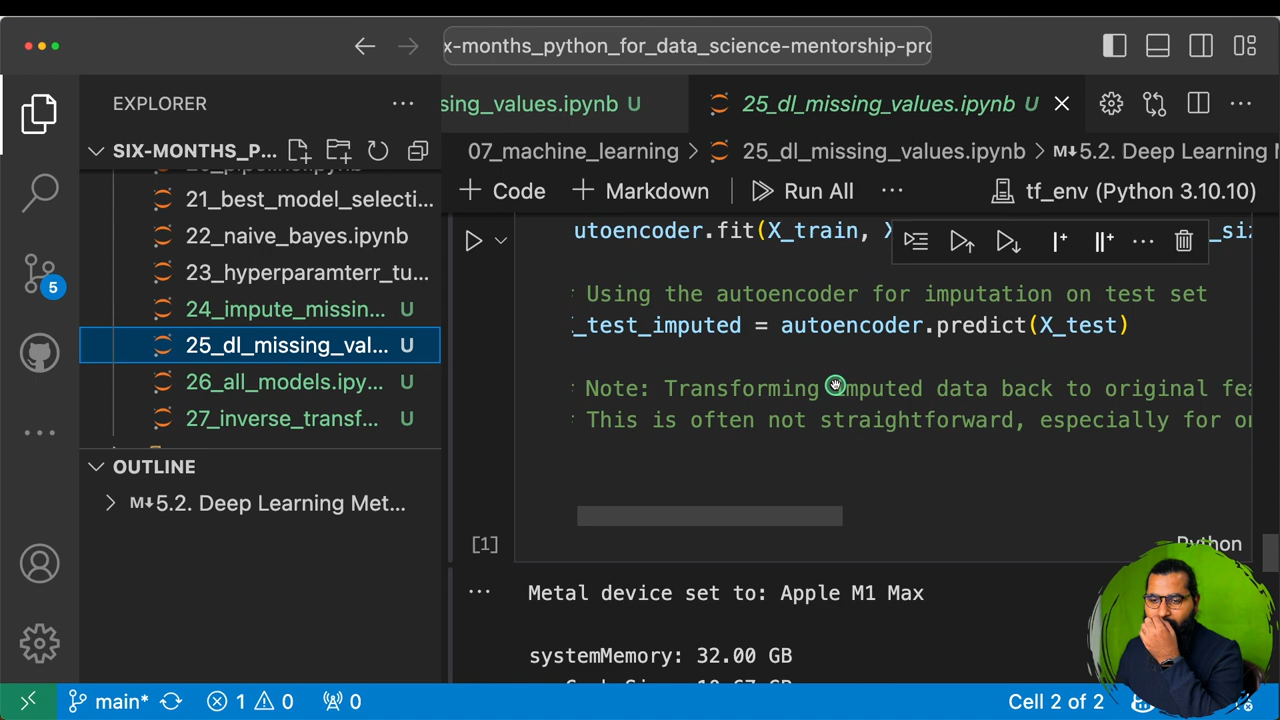 x-months_python_for_data_science-mentorship-prc
EXPLORER
sing_values.ipynb U
25_dl_missing_values.ipynb U
SIX-MONTHS_P...
07_machine_learning > 25_dl_missing_values.ipynb > M↓5.2. Deep Learning M
+ Code + Markdown Run All ... tf_env (Python 3.10.10)
21_best_model_selecti...
22_naive_bayes.ipynb
23_hyperparamterr_tu...
24_impute_missin... U
25_dl_missing_val... U
26_all_models.ipy... U
27_inverse_transf... U
5
utoencoder.fit(X_train,
Using the autoencoder for imputation on test set
_test_imputed = autoencoder.predict(X_test)
Note: Transforming imputed data back to original fea
This is often not straightforward, especially for
[1]
Python
OUTLINE
M↓5.2. Deep Learning Met...
Metal device set to: Apple M1 Max
systemMemory: 32.00 GB
main* 1 0 0
Cell 2 of 2